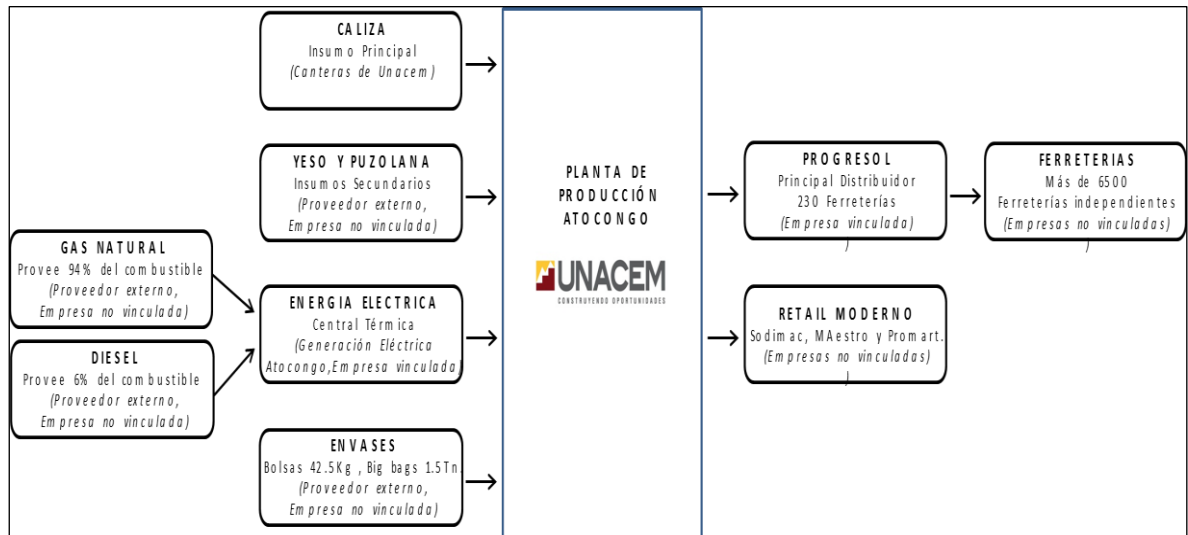 CALIZA
Insumo Principal
(Canteras de Unacem)
YESO Y PUZOLANA
Insumos Secundarios
(Proveedor externo,
Empresa no vinculada)
GAS NATURAL
Provee 94% del combustible
(Proveedor externo,
Empresa no vinculada)
DIESEL
Provee 6% del combustible
(Proveedor externo,
Empresa no vinculada)
ENERGIA ELECTRICA
Central Térmica
(Generación Eléctrica
Atocongo,Empresa vinculada)
ENVASES
Bolsas 42.5Kg , Big bags 1.5Tn.
(Proveedor externo,
Empresa no vinculada)
PLANTA DE
PRODUCCIÓN
ATOCONGO
UNACEM
CONSTRUYENDO OPORTUNIDADES
PROGRESOL
Principal Distribuidor
230 Ferreterías
(Empresa vinculada)
)
FERRETERIAS
Más de 6500
Ferreterías independientes
(Empresas no vinculadas)
RETAIL MODERNO
Sodimac, MAestro y Promart.
(Empresas no vinculadas)
)